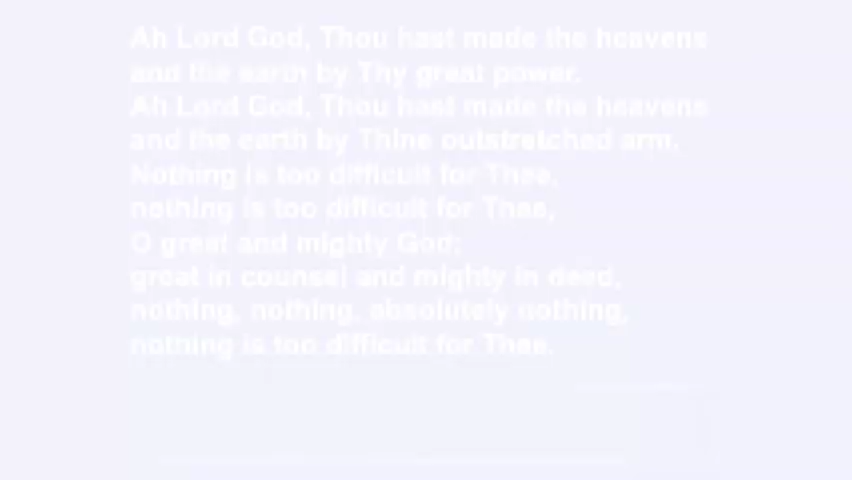 Ah Lord God, Thou hast made the heavens
and the earth by Thy great power.
Ah Lord God, Thou hast made the heavens
and the earth by Thine outstretched arm.
Nothing is too difficult for Thee,
nothing is too difficult for Thee,
O great and mighty God;
great in counsel and mighty in deed,
nothing, nothing, absolutely nothing,
nothing is too difficult for Thee.